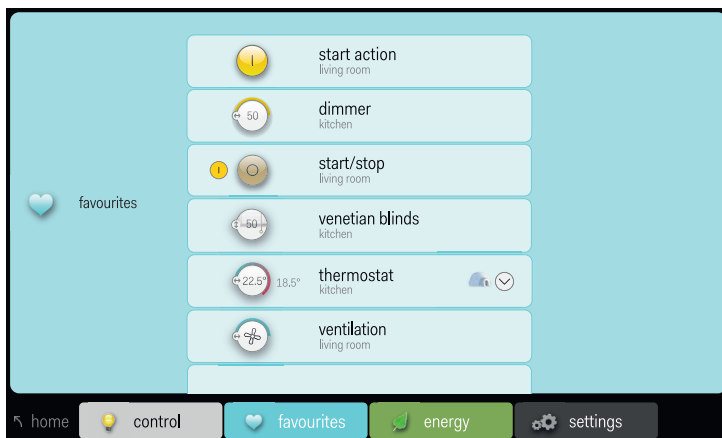 start action
living room
50
dimmer
kitchen
start/stop
living room
favourites
50
venetian blinds
kitchen
22.5° 18.5°
thermostat
kitchen
ventilation
living room
home
control
favourites
energy
settings